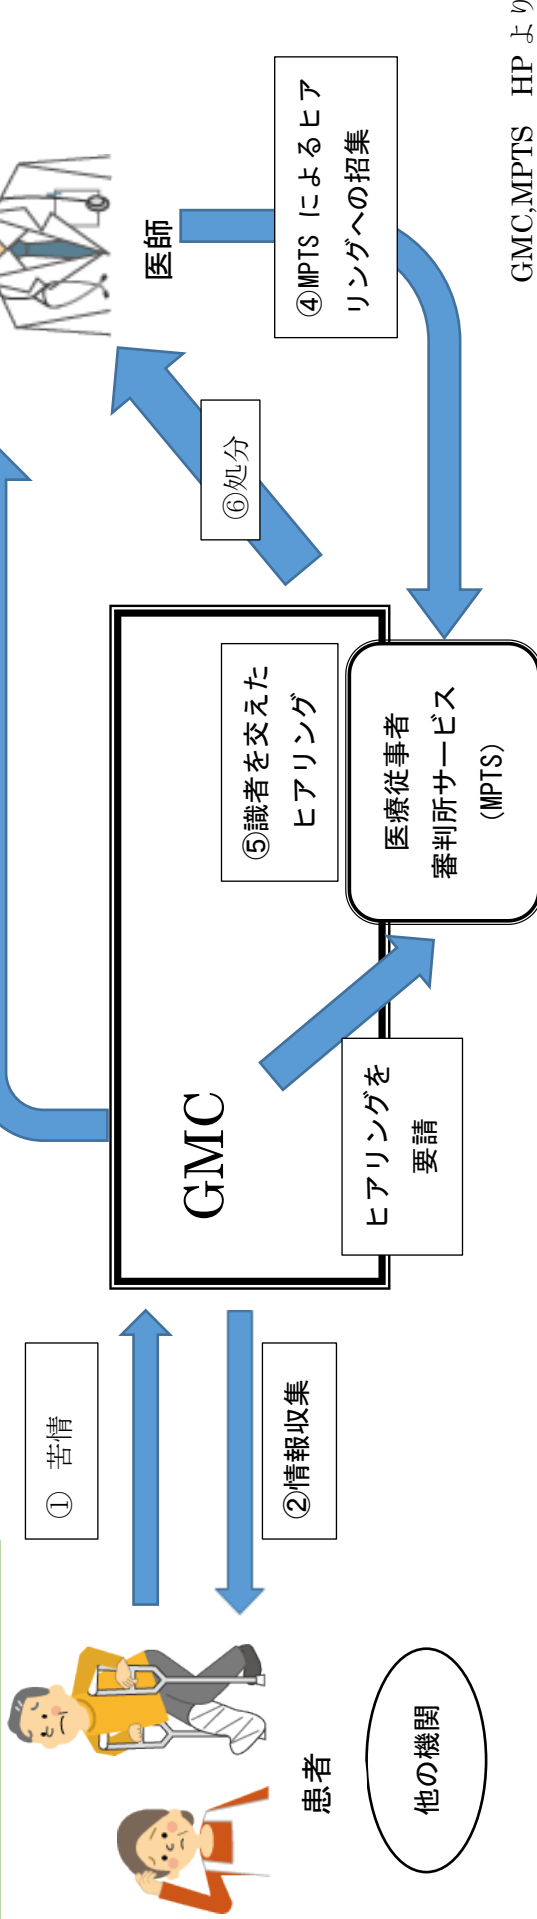 ① 苦情
②情報収集
患者
他の機関
GMC
ヒアリングを
要請
⑤識者を交えた
ヒアリング
医療従事者
審判所サービス
(MPTS)
⑥処分
医師
④MPTS によるヒア
リングへの招集
GMC,MPTS HP より